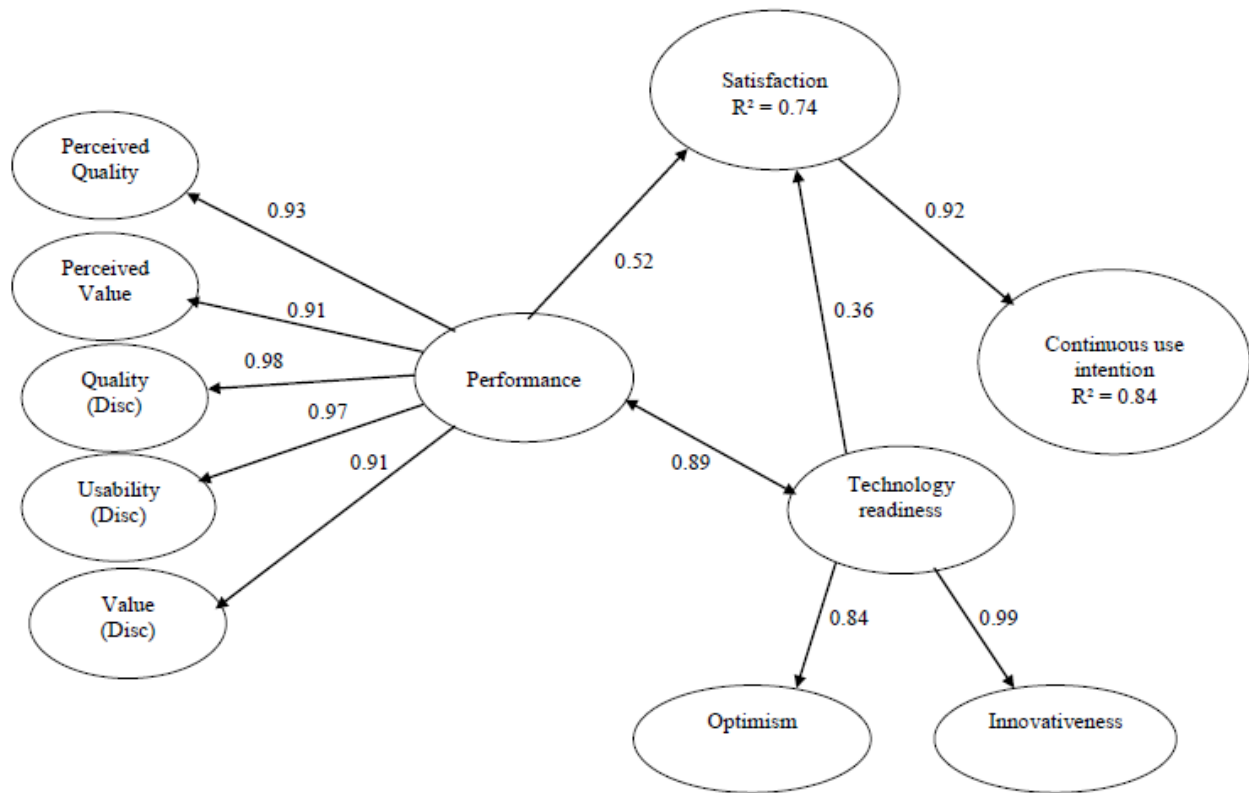 Satisfaction
R² = 0.74
Perceived
Quality
0.93
0.92
Perceived
Value
0.52
0.91
0.36
Continuous use
intention
R² = 0.84
0.98
Quality
(Disc)
Performance
0.97
0.91
0.89
Usability
(Disc)
Technology
readiness
Value
(Disc)
0.84
0.99
Optimism
Innovativeness